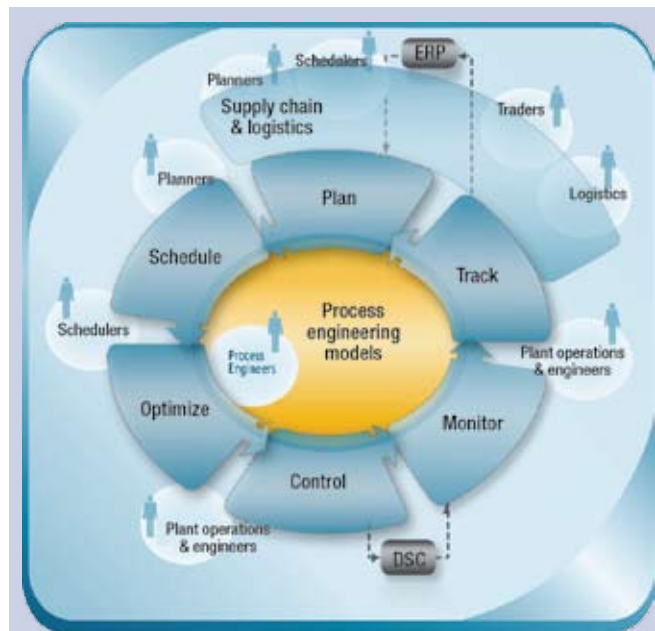 Schedulers
ERP
Planners
Supply chain
& logistics
Traders
Planners
Plan
Logistics
Schedule
Track
Process
engineering
models
Schedulers
Process
Engineers
Plant operations
& engineers
Optimize
Monitor
Control
Plant operations
& engineers
DSC